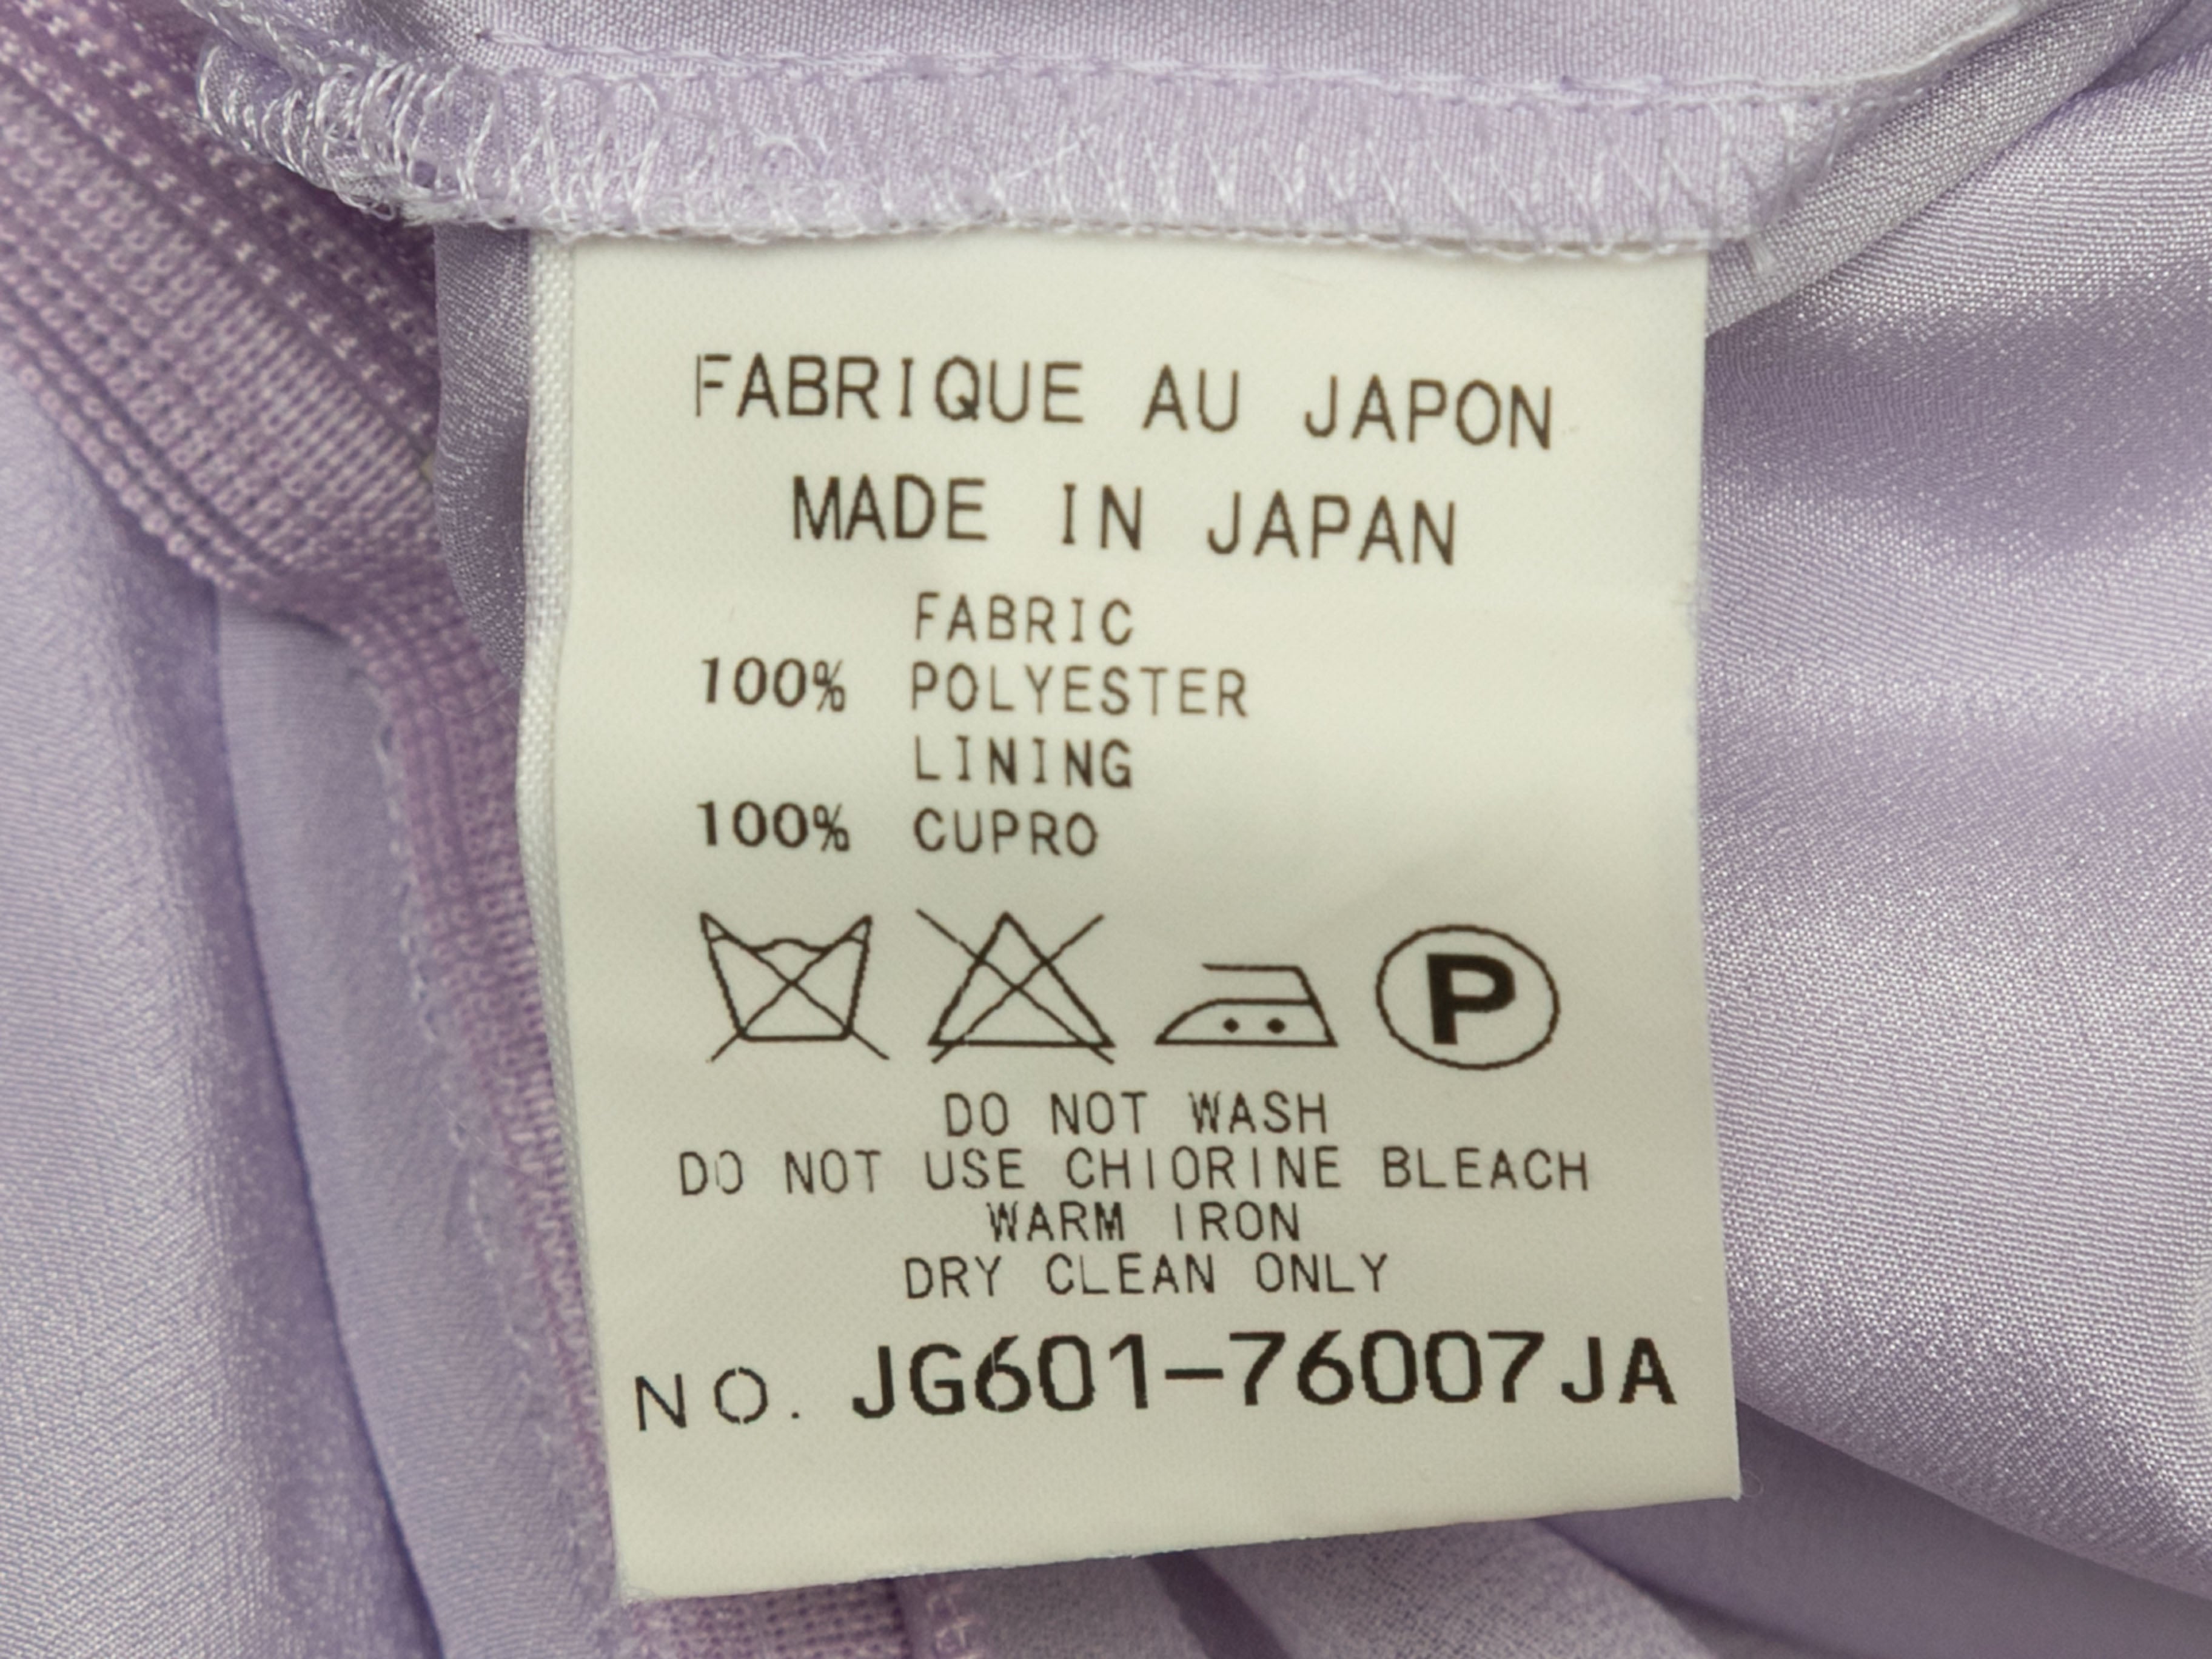 FABRIQUE AU JAPON
MADE IN JAPAN
FABRIC
100% POLYESTER
LINING
100% CUPRO
P
DO NOT WASH
DO NOT USE CHIORINE BLEACH
WARM IRON
DRY CLEAN ONLY
NO. JG601-76007JA